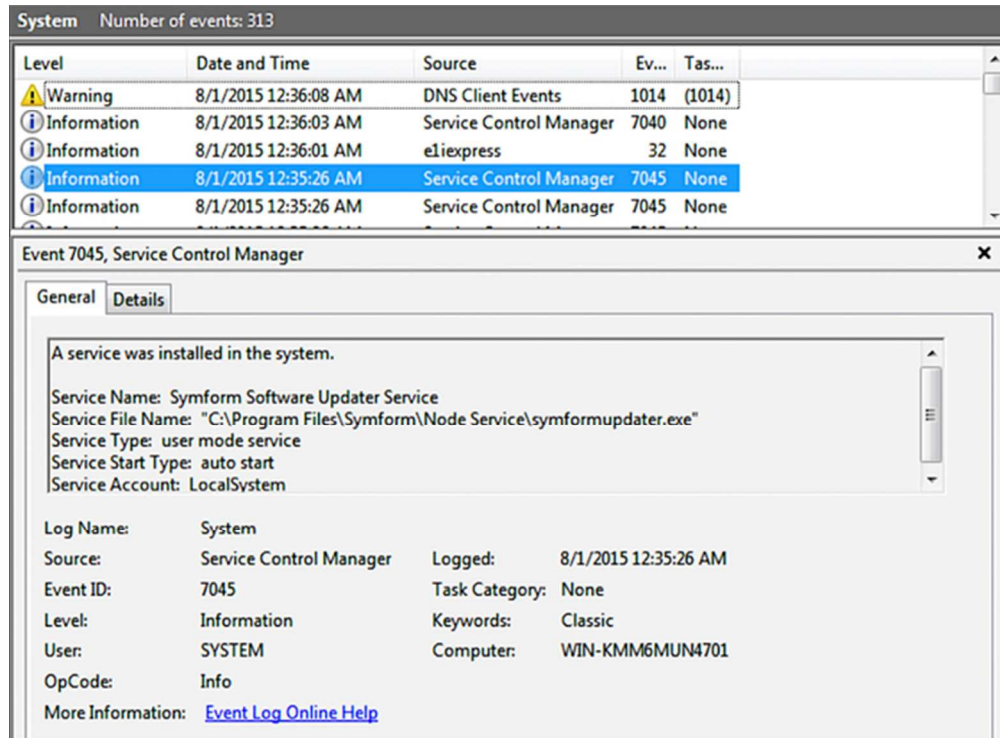 System Number of events: 313
Level Date and Time Source Ev... Tas...
Warning 8/1/2015 12:36:08 AM DNS Client Events 1014 (1014)
Information 8/1/2015 12:36:03 AM Service Control Manager 7040 None
Information 8/1/2015 12:36:01 AM e1iexpress 32 None
Information 8/1/2015 12:35:26 AM Service Control Manager 7045 None
Information 8/1/2015 12:35:26 AM Service Control Manager 7045 None
Event 7045, Service Control Manager
General Details
A service was installed in the system.
Service Name: Symform Software Updater Service
Service File Name: "C:\Program Files\Symform\Node Service\symformupdater.exe"
Service Type: user mode service
Service Start Type: auto start
Service Account: LocalSystem
Log Name: System
Source: Service Control Manager Logged: 8/1/2015 12:35:26 AM
Event ID: 7045 Task Category: None
Level: Information Keywords: Classic
User: SYSTEM Computer: WIN-KMM6MUN4701
OpCode: Info
More Information: Event Log Online Help